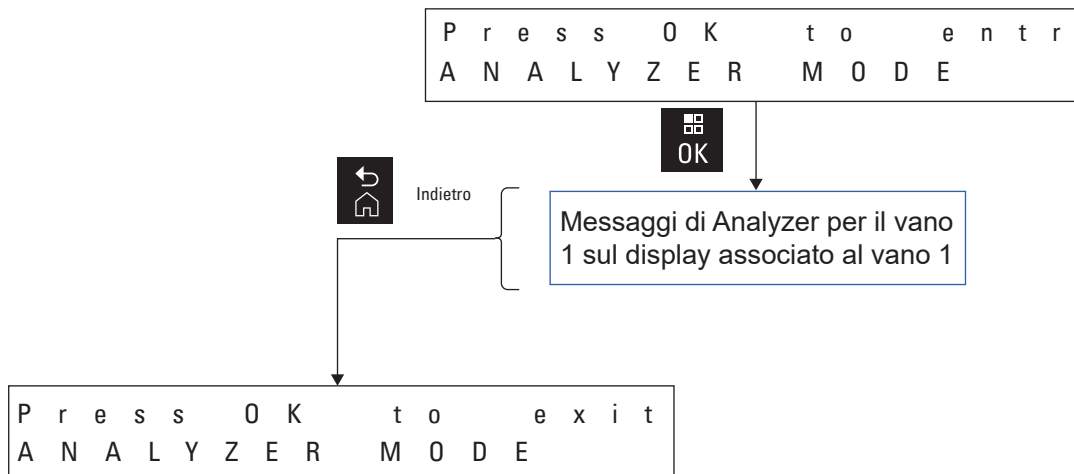 Press OK to entr
ANALYZER MODE
OK
Indietro
Messaggi di Analyzer per il vano
1 sul display associato al vano 1
Press OK to exit
ANALYZER MODE